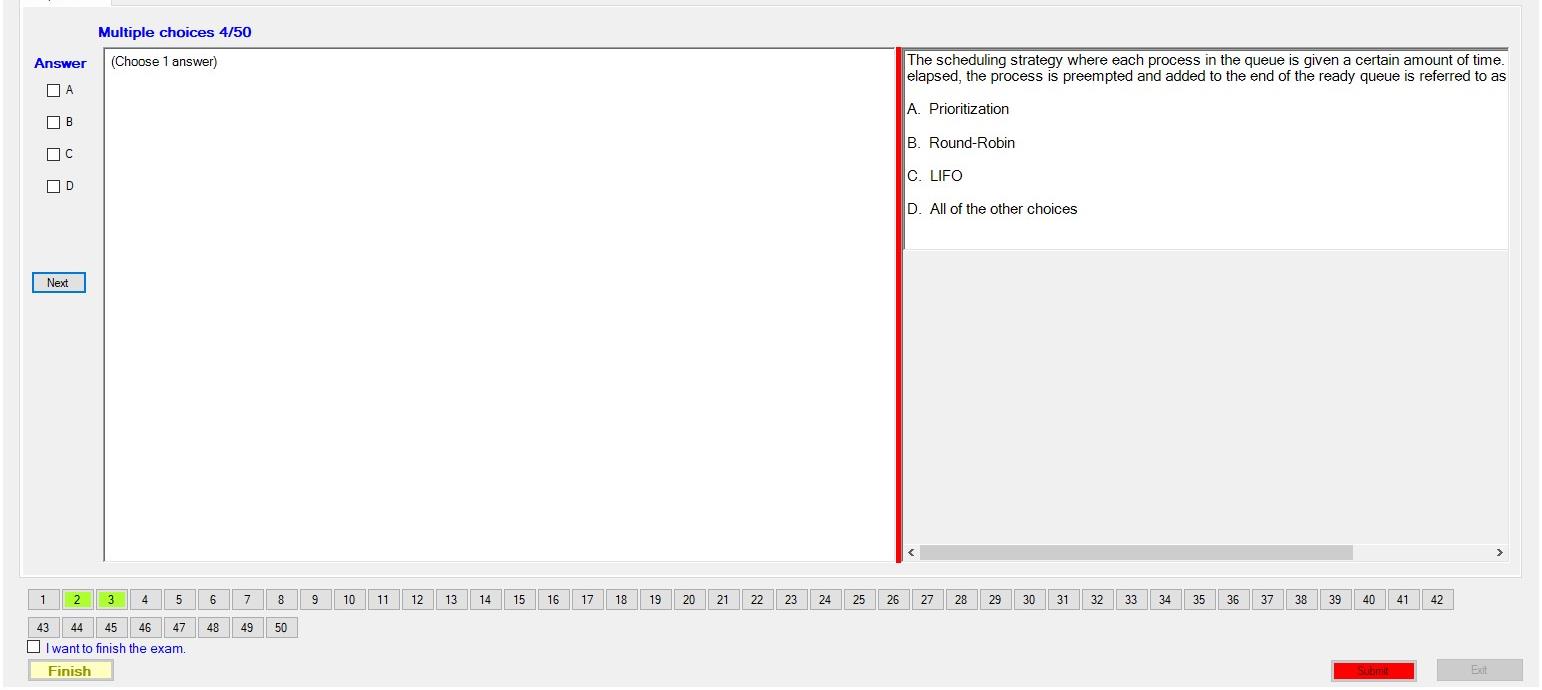 Multiple choices 4/50
Answer
(Choose 1 answer)
A
B
C
D
Next
The scheduling strategy where each process in the queue is given a certain amount of time.
elapsed, the process is preempted and added to the end of the ready queue is referred to as
A. Prioritization
B. Round-Robin
C. LIFO
D. All of the other choices
1 2 3 4 5 6 7 8 9 10 11 12 13 14 15 16 17 18 19 20 21 22 23 24 25 26 27 28 29 30 31 32 33 34 35 36 37 38 39 40 41 42
43 44 45 46 47 48 49 50
I want to finish the exam.
Finish
Submit
Exit